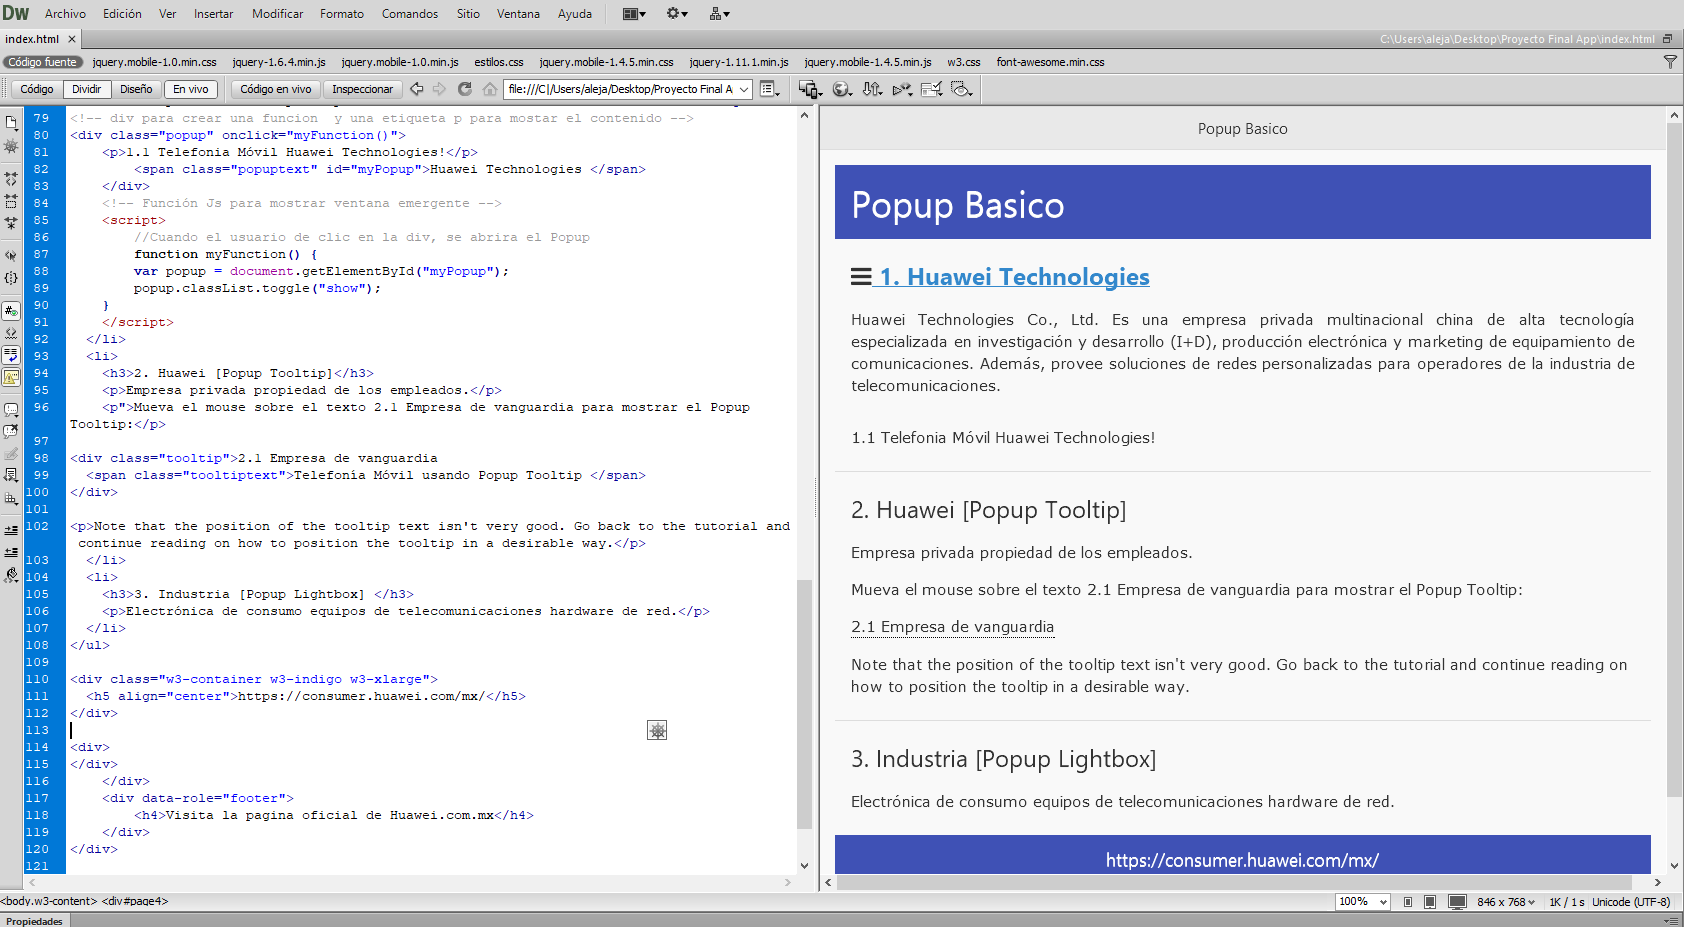 Dw Archivo Edición Ver Insertar Modificar Formato Comandos Sitio Ventana Ayuda
index.html × C:\Users\aleja\Desktop\Proyecto Final App\index.html
Código fuente jquery.mobile-1.0.min.css jquery-1.6.4.min.js jquery.mobile-1.0.min.js estilos.css jquery.mobile-1.4.5.min.css jquery-1.11.1.min.js jquery.mobile-1.4.5.min.js w3.css font-awesome.min.css
Código Dividir Diseño En vivo Código en vivo Inspeccionar file:///C|/Users/aleja/Desktop/Proyecto Final A
79 <!-- div para crear una funcion  y una etiqueta p para mostar el contenido -->
80 <div class="popup" onclick="myFunction()">
81 <p>1.1 Telefonia Móvil Huawei Technologies!</p>
82 <span class="popuptext" id="myPopup">Huawei Technologies </span>
83 </div>
84 <!-- Función Js para mostrar ventana emergente -->
85 <script>
86 //Cuando el usuario de clic en la div, se abrira el Popup
87 function myFunction() {
88 var popup = document.getElementById("myPopup");
89 popup.classList.toggle("show");
90 }
91 </script>
92 </li>
93 <li>
94 <h3>2. Huawei [Popup Tooltip]</h3>
95 <p>Empresa privada propiedad de los empleados.</p>
96 <p">Mueva el mouse sobre el texto 2.1 Empresa de vanguardia para mostrar el Popup
Tooltip:</p>
97
98 <div class="tooltip">2.1 Empresa de vanguardia
99 <span class="tooltiptext">Telefonía Móvil usando Popup Tooltip </span>
100 </div>
101
102 <p>Note that the position of the tooltip text isn't very good. Go back to the tutorial and
continue reading on how to position the tooltip in a desirable way.</p>
103 </li>
104 <li>
105 <h3>3. Industria [Popup Lightbox] </h3>
106 <p>Electrónica de consumo equipos de telecomunicaciones hardware de red.</p>
107 </li>
108 </ul>
109
110 <div class="w3-container w3-indigo w3-xlarge">
111 <h5 align="center">https://consumer.huawei.com/mx/</h5>
112 </div>
113
114 <div>
115 </div>
116 </div>
117 <div data-role="footer">
118 <h4>Visita la pagina oficial de Huawei.com.mx</h4>
119 </div>
120 </div>
121
Popup Basico
Popup Basico
1. Huawei Technologies
Huawei Technologies Co., Ltd. Es una empresa privada multinacional china de alta tecnología
especializada en investigación y desarrollo (I+D), producción electrónica y marketing de equipamiento de
comunicaciones. Además, provee soluciones de redes personalizadas para operadores de la industria de
telecomunicaciones.
1.1 Telefonia Móvil Huawei Technologies!
2. Huawei [Popup Tooltip]
Empresa privada propiedad de los empleados.
Mueva el mouse sobre el texto 2.1 Empresa de vanguardia para mostrar el Popup Tooltip:
2.1 Empresa de vanguardia
Note that the position of the tooltip text isn't very good. Go back to the tutorial and continue reading on
how to position the tooltip in a desirable way.
3. Industria [Popup Lightbox]
Electrónica de consumo equipos de telecomunicaciones hardware de red.
https://consumer.huawei.com/mx/
<body.w3-content> <div#page4> 100% 846 x 768 1K / 1 s Unicode (UTF-8)
Propiedades